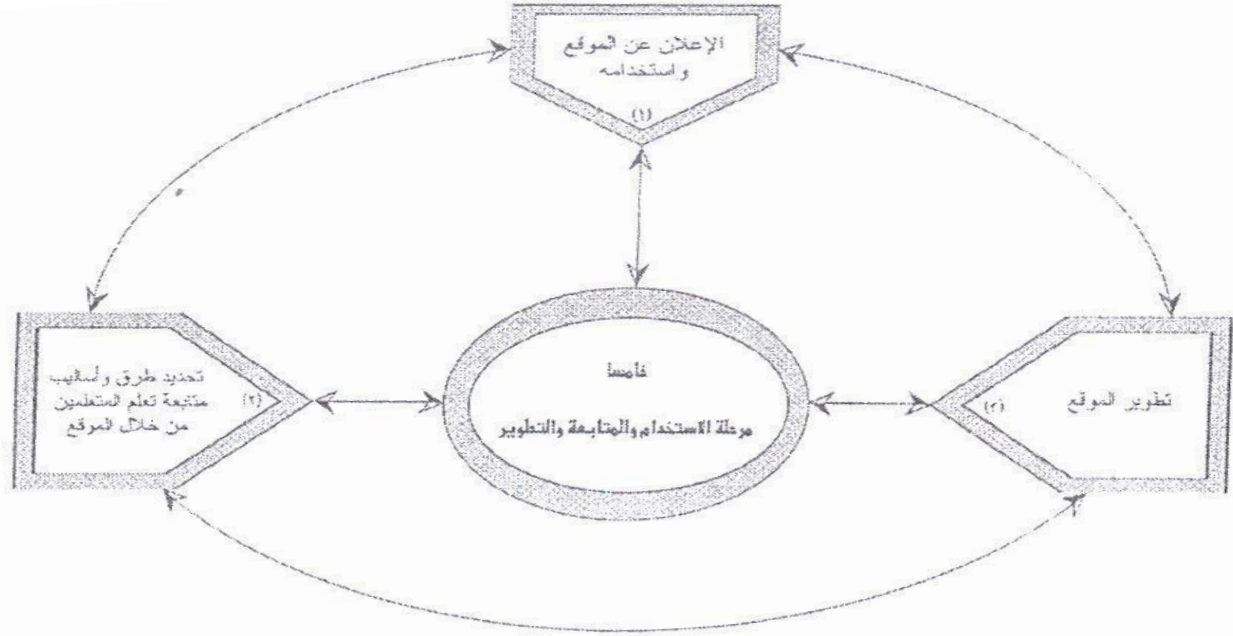 الإعلان عن الموقع
واستخدامه
(١)
تحديد طرق وأساليب
متابعة تعلم المتعلمين
من خلال الموقع
(٢)
خامسا
مرحلة الاستخدام والمتابعة والتطوير
تطوير الموقع
(٣)